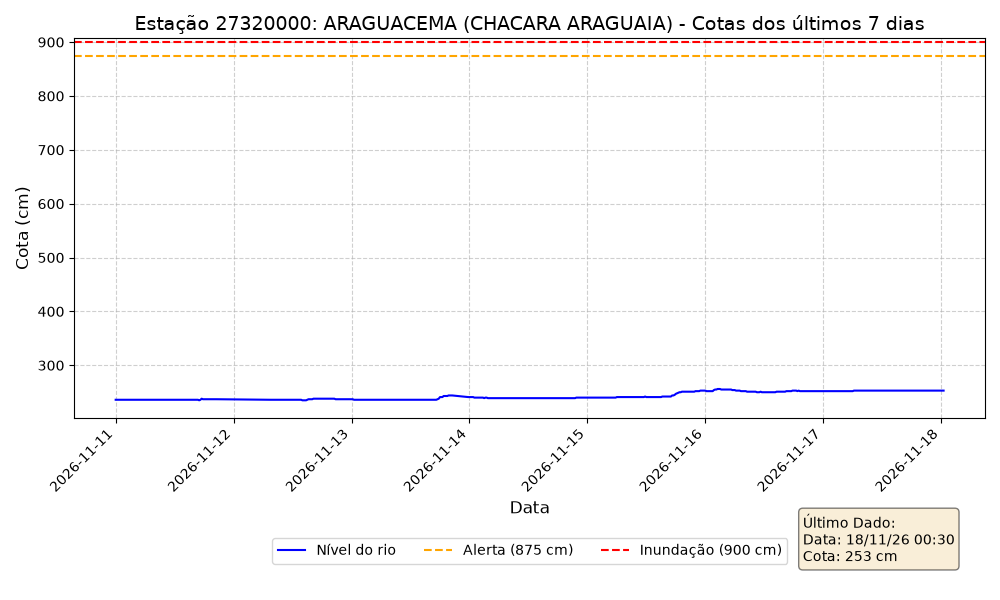 Estação 27320000: ARAGUACEMA (CHACARA ARAGUAIA) - Cotas dos últimos 7 dias
Cota (cm)
900
800
700
600
500
400
300
2026-11-11
2026-11-12
2026-11-13
2026-11-14
2026-11-15
2026-11-16
2026-11-17
2026-11-18
Data
Nível do rio
Alerta (875 cm)
Inundação (900 cm)
Último Dado:
Data: 18/11/26 00:30
Cota: 253 cm